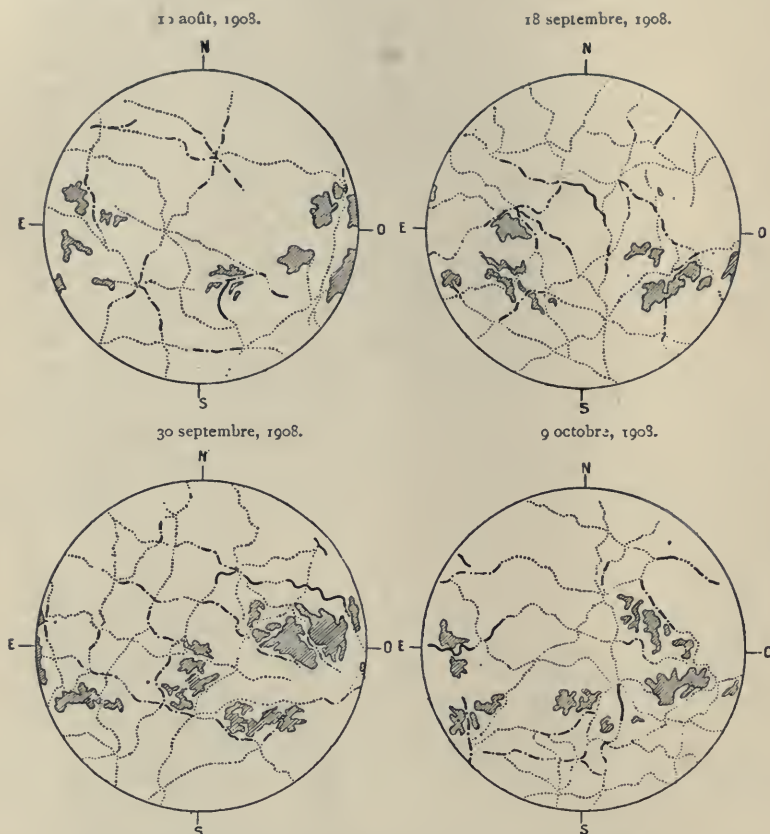 août, 1908.
18 septembre, 1908.
N
N
E
O
E
O
S
S
30 septembre, 1908.
9 octobre, 1908.
N
N
E
O
E
O
S
S